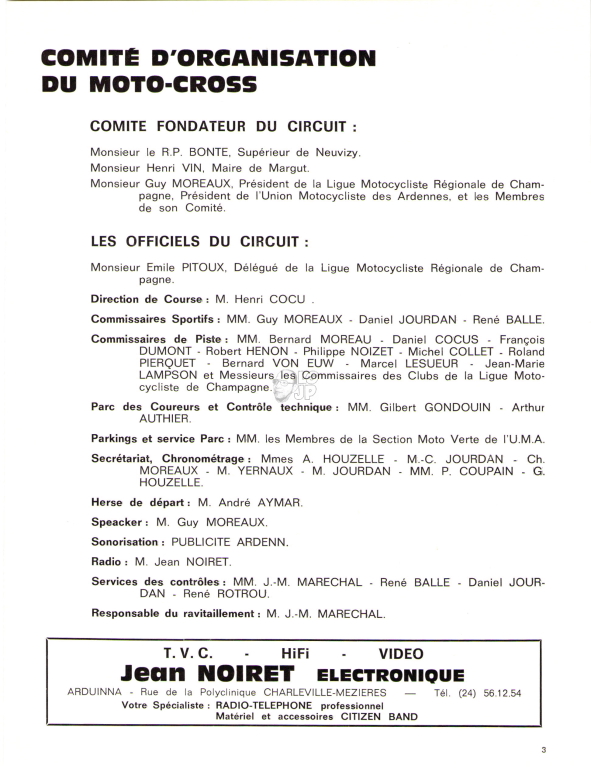 COMITÉ D'ORGANISATION
DU MOTO-CROSS
COMITE FONDATEUR DU CIRCUIT :
Monsieur le R.P. BONTE, Supérieur de Neuvizy.
Monsieur Henri VIN, Maire de Margut.
Monsieur Guy MOREAUX, Président de la Ligue Motocycliste Régionale de Cham-
pagne, Président de l'Union Motocycliste des Ardennes, et les Membres
de son Comité.
LES OFFICIELS DU CIRCUIT :
Monsieur Emile PITOUX, Délégué de la Ligue Motocycliste Régionale de Cham-
pagne.
Direction de Course : M. Henri COCU .
Commissaires Sportifs : MM. Guy MOREAUX - Daniel JOURDAN - René BALLE.
Commissaires de Piste : MM. Bernard MOREAU - Daniel COCUS - François
DUMONT - Robert HENON - Philippe NOIZET - Michel COLLET - Roland
PIERQUET - Bernard VON EUW - Marcel LESUEUR - Jean-Marie
LAMPSON et Messieurs les Commissaires des Clubs de la Ligue Moto-
cycliste de Champagne.
Parc des Coureurs et Contrôle technique : MM. Gilbert GONDOUIN - Arthur
AUTHIER.
Parkings et service Parc : MM. les Membres de la Section Moto Verte de l'U.M.A.
Secrétariat, Chronométrage : Mmes A. HOUZELLE - M.-C. JOURDAN - Ch.
MOREAUX - M. YERNAUX - M. JOURDAN - MM. P. COUPAIN - G.
HOUZELLE.
Herse de départ : M. André AYMAR.
Speacker : M. Guy MOREAUX.
Sonorisation : PUBLICITE ARDENN.
Radio : M. Jean NOIRET.
Services des contrôles : MM. J.-M. MARECHAL - René BALLE - Daniel JOUR-
DAN - René ROTROU.
Responsable du ravitaillement : M. J.-M. MARECHAL.
T.V.C. - HiFi - VIDEO
Jean NOIRET ELECTRONIQUE
ARDUINNA - Rue de la Polyclinique CHARLEVILLE-MEZIERES — Tél. (24) 56.12.54
Votre Spécialiste : RADIO-TELEPHONE professionnel
Matériel et accessoires CITIZEN BAND
3